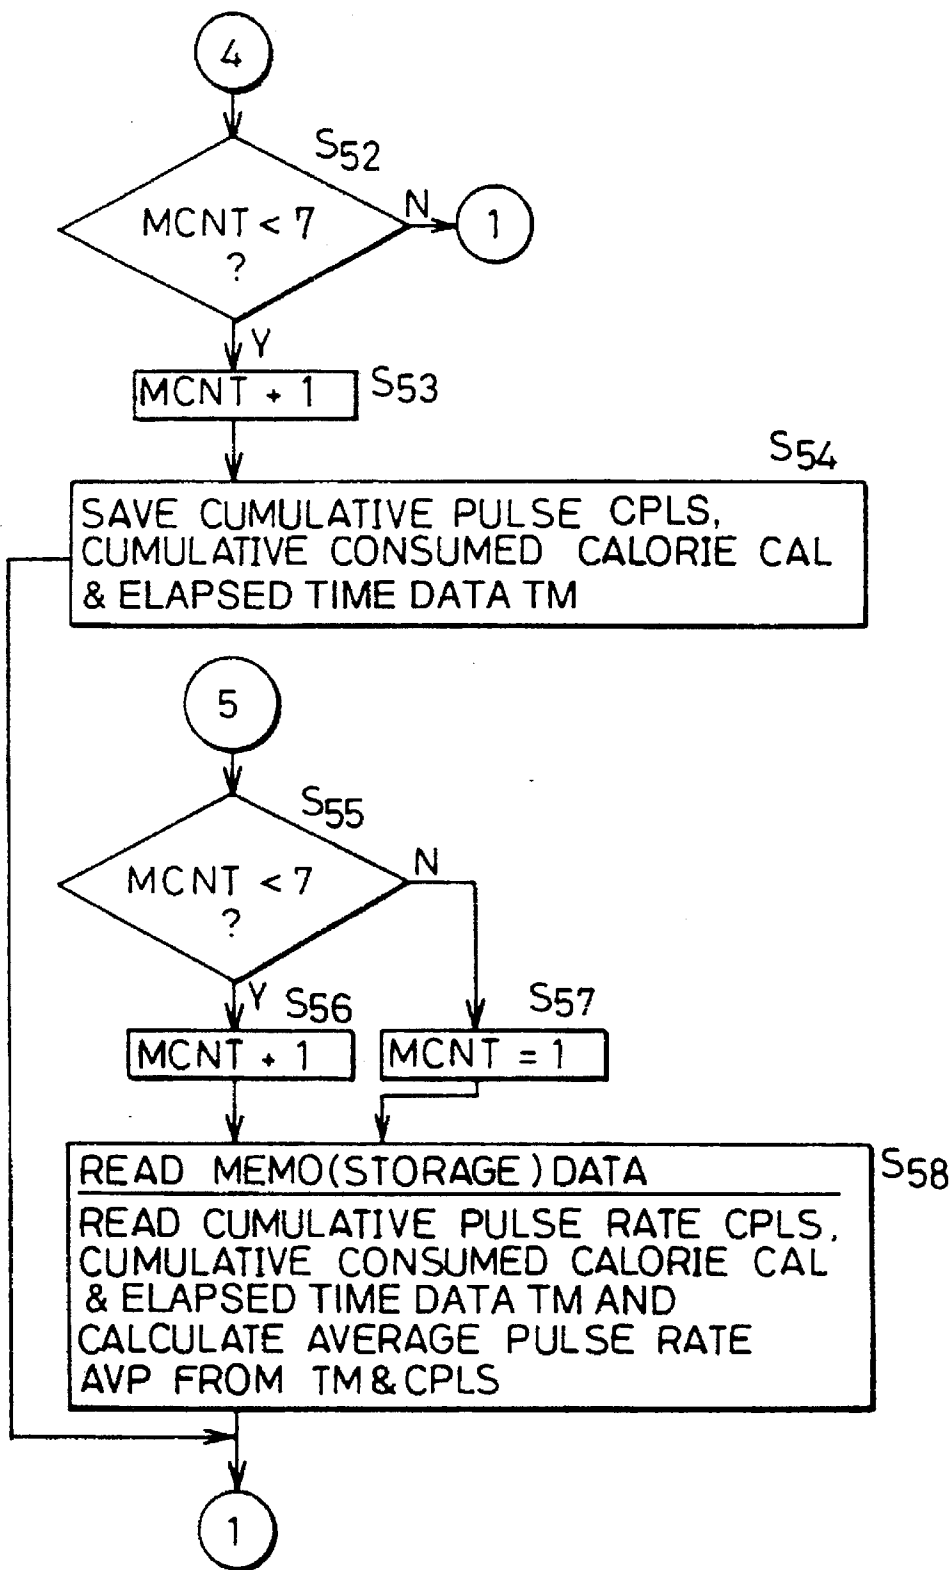 4
S52
MCNT < 7
?
N
1
Y
MCNT + 1
S53
S54
SAVE CUMULATIVE PULSE CPLS,
CUMULATIVE CONSUMED CALORIE CAL
& ELAPSED TIME DATA TM
5
S55
MCNT < 7
?
N
Y
S56
S57
MCNT + 1
MCNT = 1
S58
READ MEMO(STORAGE)DATA
READ CUMULATIVE PULSE RATE CPLS,
CUMULATIVE CONSUMED CALORIE CAL
& ELAPSED TIME DATA TM AND
CALCULATE AVERAGE PULSE RATE
AVP FROM TM&CPLS
1